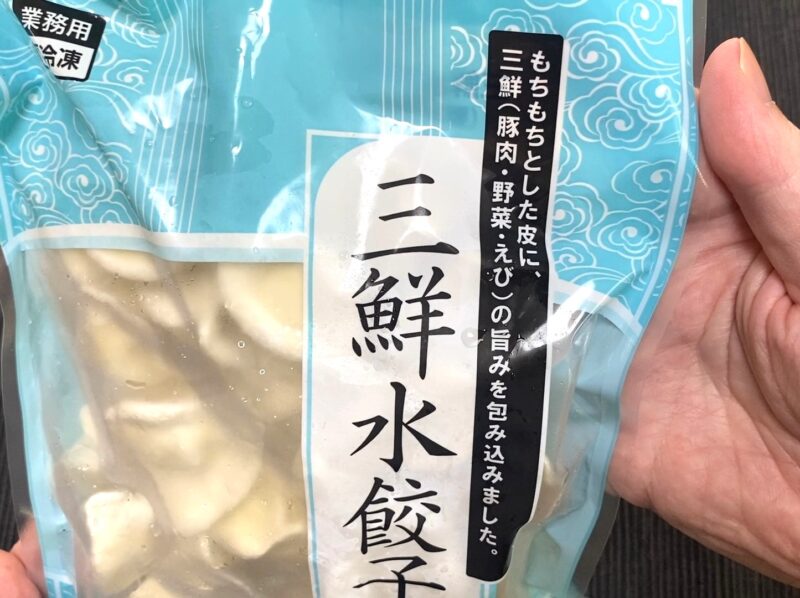 業務用
冷凍
もちもちとした皮に、
三鮮(豚肉・野菜・えび)の旨みを包み込みました。
三鮮水餃子